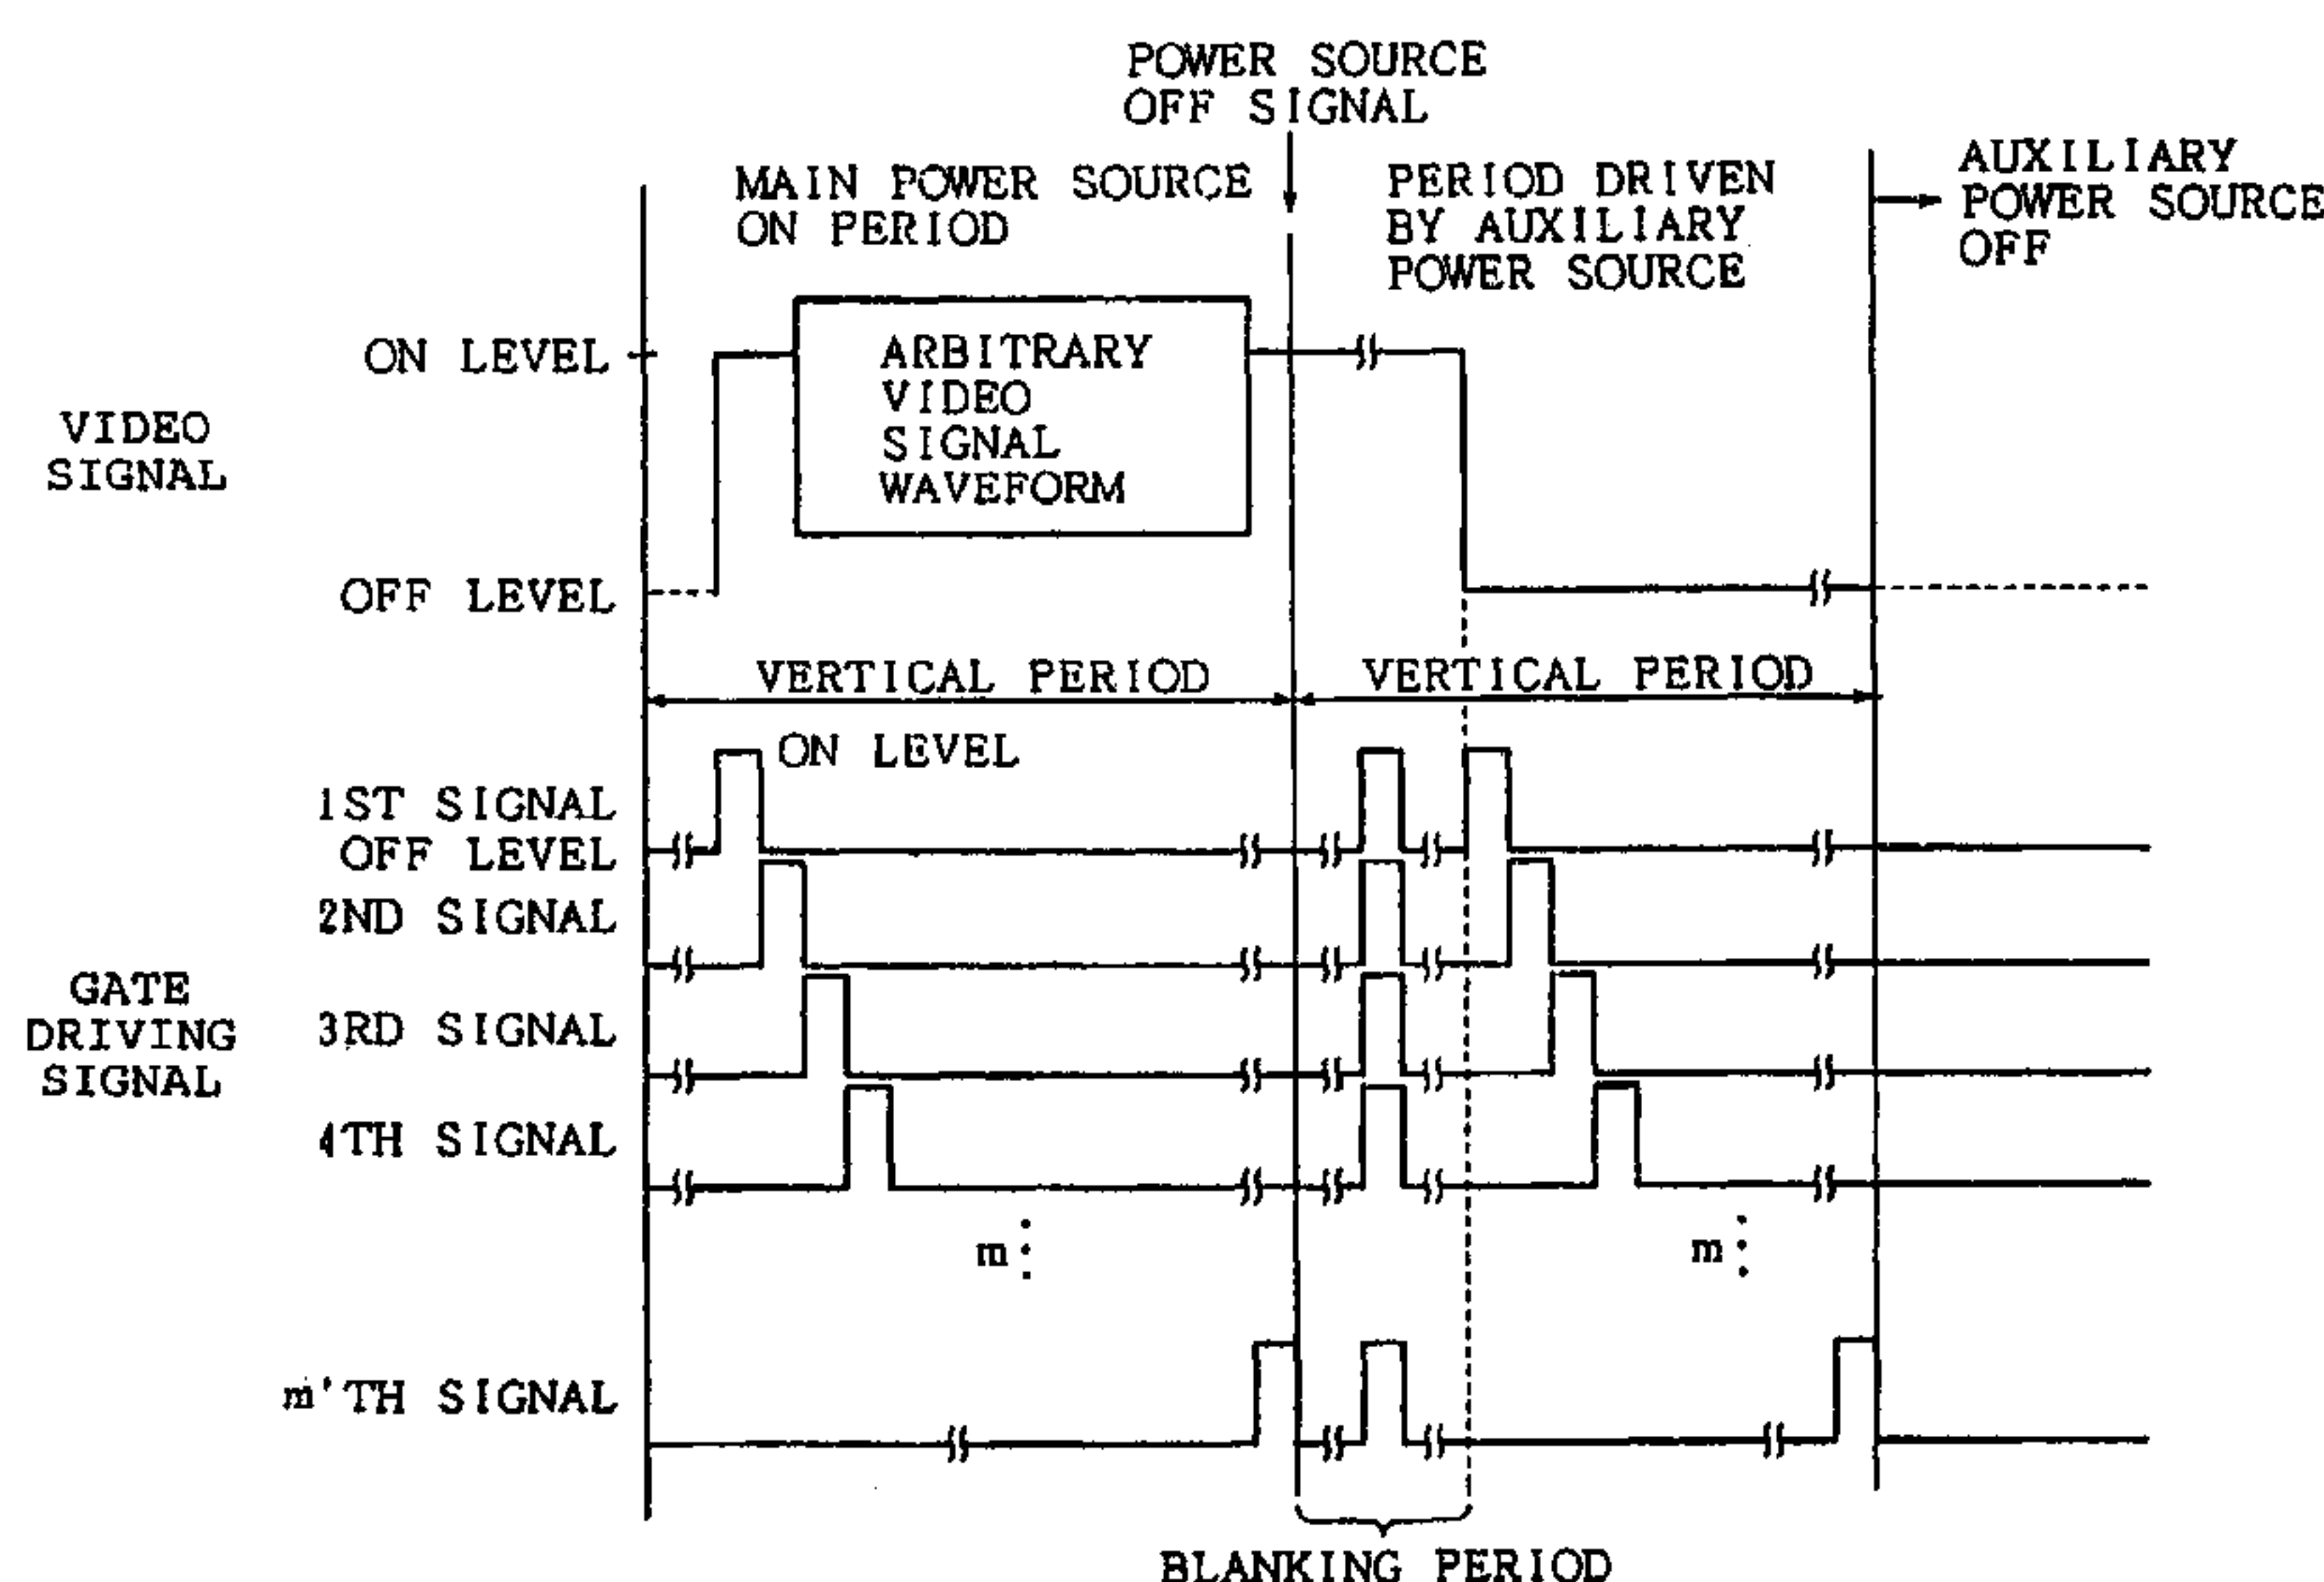 POWER SOURCE
OFF SIGNAL
MAIN POWER SOURCE
ON PERIOD
PERIOD DRIVEN
BY AUXILIARY
POWER SOURCE
AUXILIARY
POWER SOURCE
OFF
ON LEVEL
ARBITRARY
VIDEO
SIGNAL
WAVEFORM
VIDEO
SIGNAL
OFF LEVEL
VERTICAL PERIOD
VERTICAL PERIOD
ON LEVEL
1ST SIGNAL
OFF LEVEL
2ND SIGNAL
GATE
DRIVING
SIGNAL
3RD SIGNAL
4TH SIGNAL
m
m
m'TH SIGNAL
BLANKING PERIOD